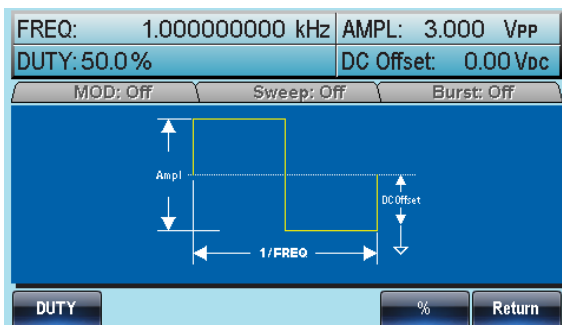 FREQ: 1.000000000 kHz AMPL: 3.000 VPP
DUTY: 50.0% DC Offset: 0.00 VDC
MOD: Off Sweep: Off Burst: Off
Ampl
DC Offset
1/FREQ
DUTY % Return